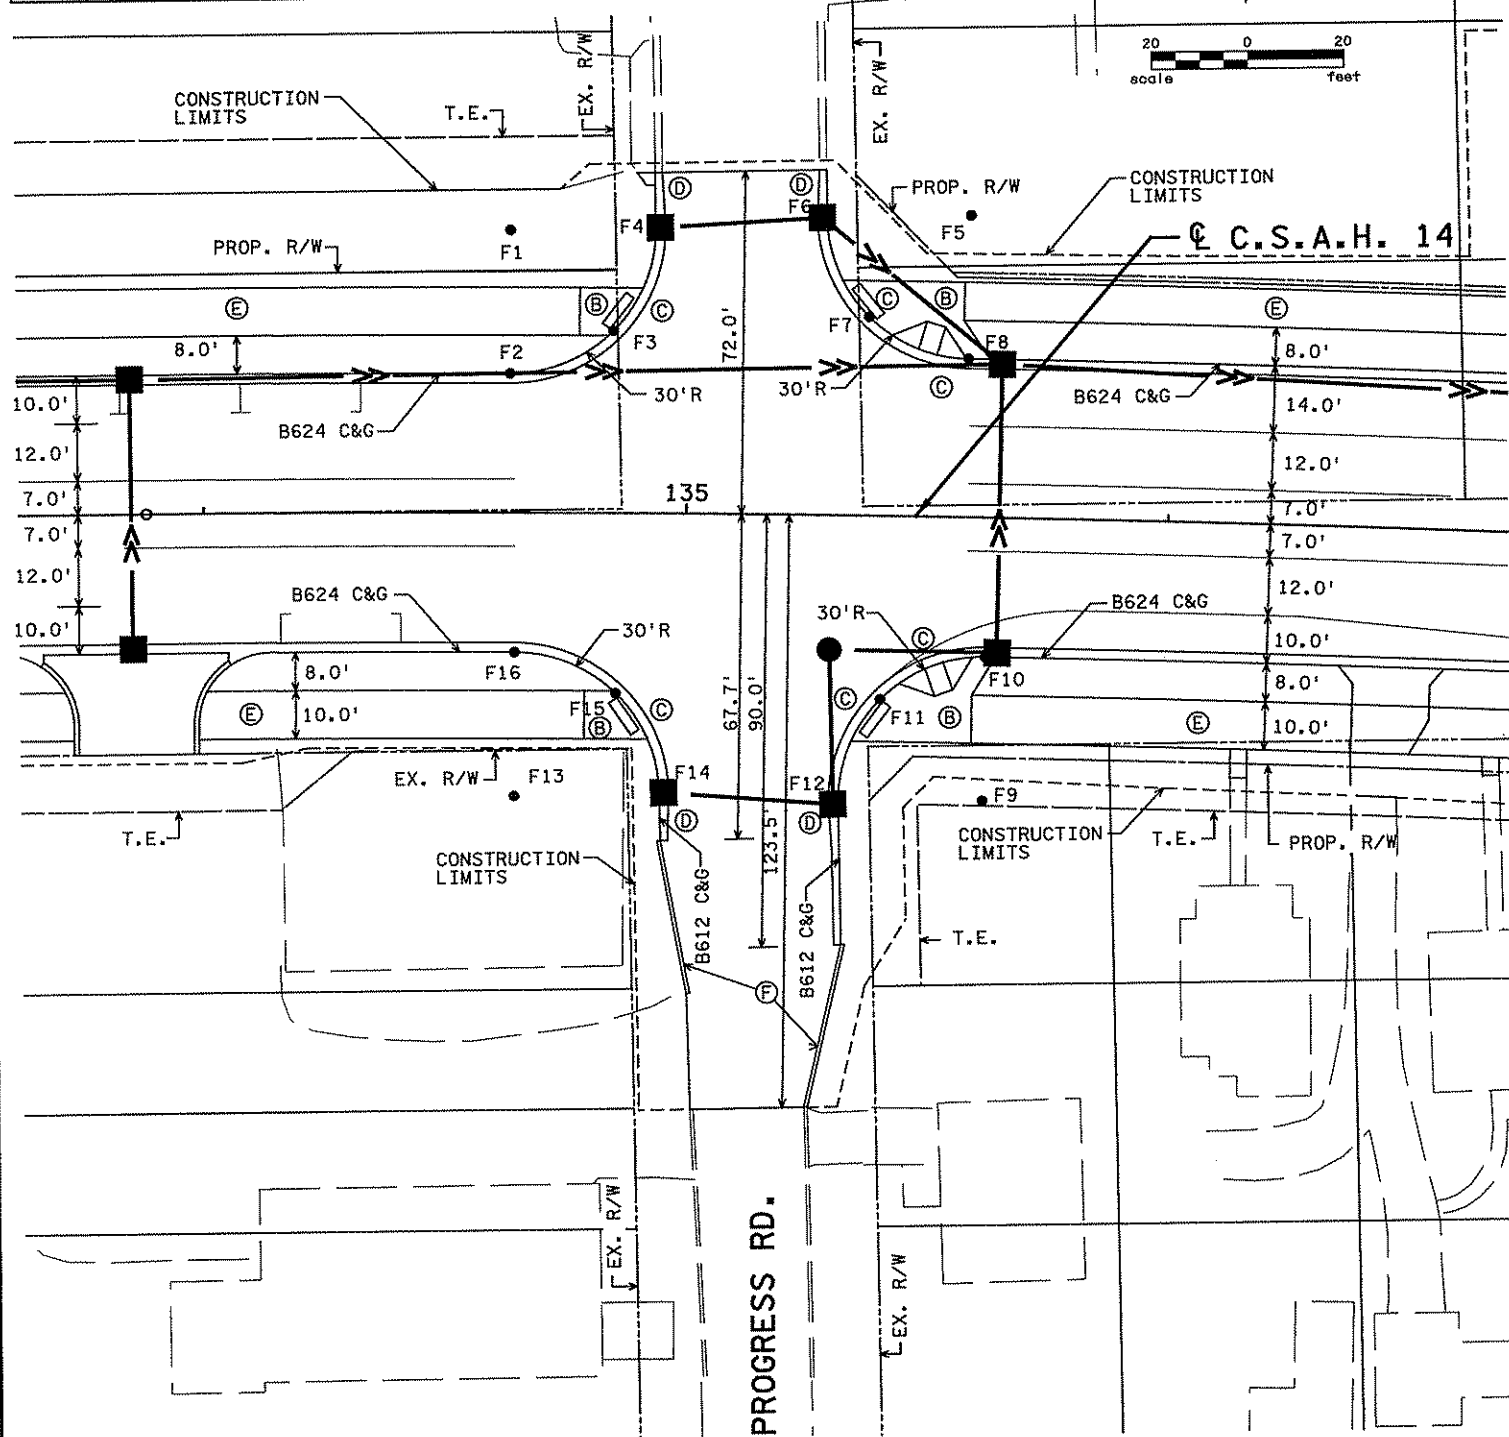 20 0 20
scale feet
EX. R/W
EX. R/W
CONSTRUCTION
LIMITS
T.E.
D
D
PROP. R/W
CONSTRUCTION
LIMITS
F4
F6
F5
F1
℄ C.S.A.H. 14
PROP. R/W
E
B
C
C
B
E
F7
F3
F8
8.0'
F2
72.0'
8.0'
30'R
30'R
C
B624 C&G
10.0'
14.0'
B624 C&G
12.0'
12.0'
7.0'
135
7.0'
7.0'
7.0'
12.0'
12.0'
B624 C&G
B624 C&G
30'R
10.0'
30'R
C
10.0'
F16
8.0'
F10
8.0'
C
67.7'
90.0'
E
10.0'
F15
B
C
F11
B
E
10.0'
EX. R/W
F13
F14
F12
F9
D
D
T.E.
123.5'
CONSTRUCTION
LIMITS
T.E.
PROP. R/W
CONSTRUCTION
LIMITS
B612 C&G
B612 C&G
T.E.
F
EX. R/W
EX. R/W
PROGRESS RD.